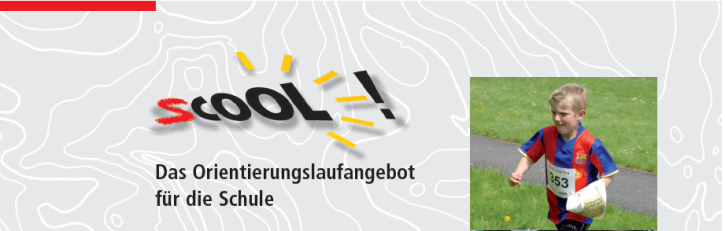 scool!
Das Orientierungslaufangebot
für die Schule
353